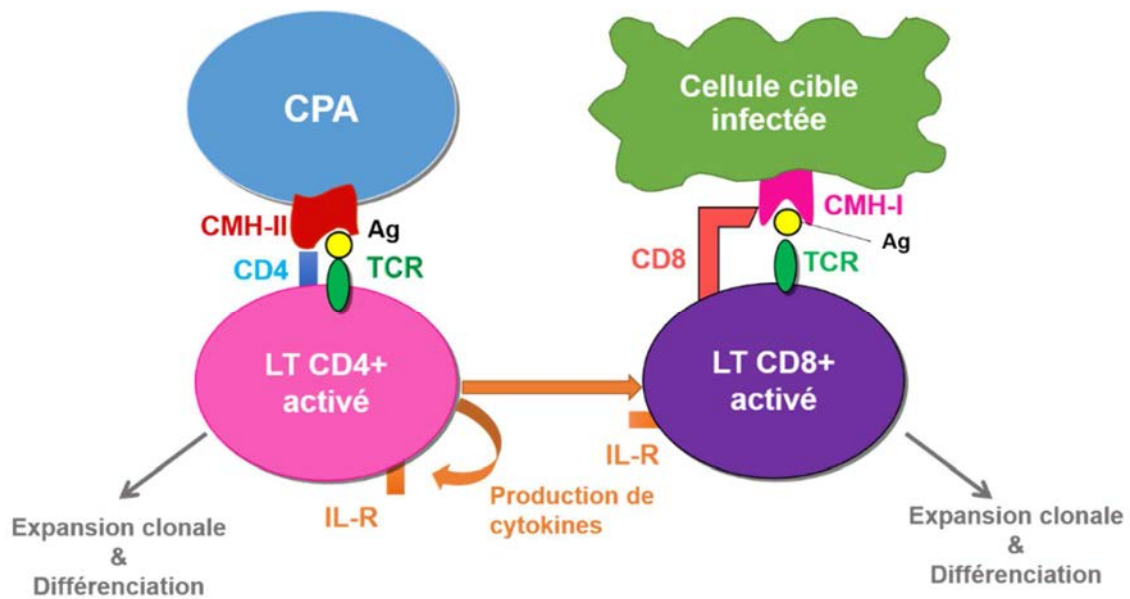 CPA
Cellule cible
infectée
CMH-II
Ag
CD4
TCR
CMH-I
Ag
CD8
TCR
LT CD4+
activé
LT CD8+
activé
IL-R
IL-R
Production de
cytokines
Expansion clonale
&
Différenciation
Expansion clonale
&
Différenciation